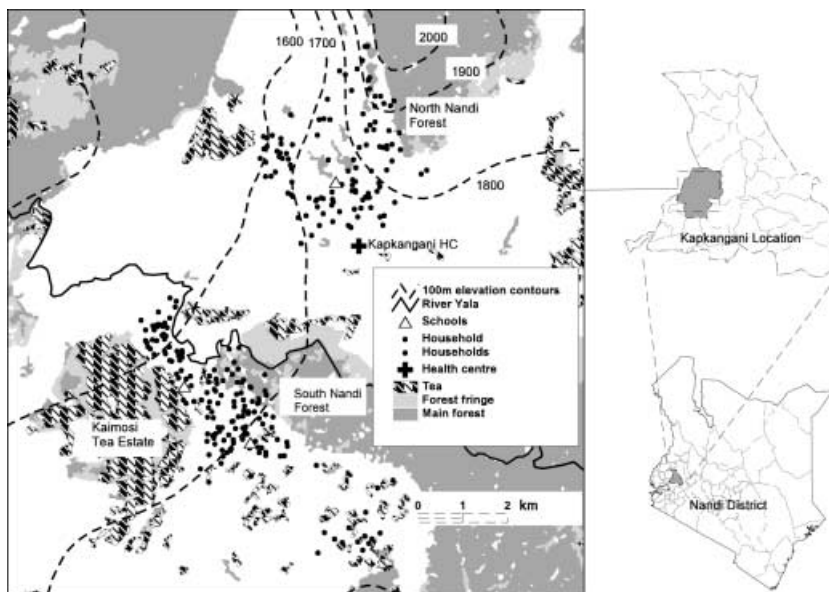 1600
1700
2000
1900
North Nandi
Forest
1800
Kapkangani HC
100m elevation contours
River Yala
Schools
Household
Households
Health centre
Tea
Forest fringe
Main forest
South Nandi
Forest
Kaimosi
Tea Estate
0 1 2 km
Kapkangani Location
Nandi District